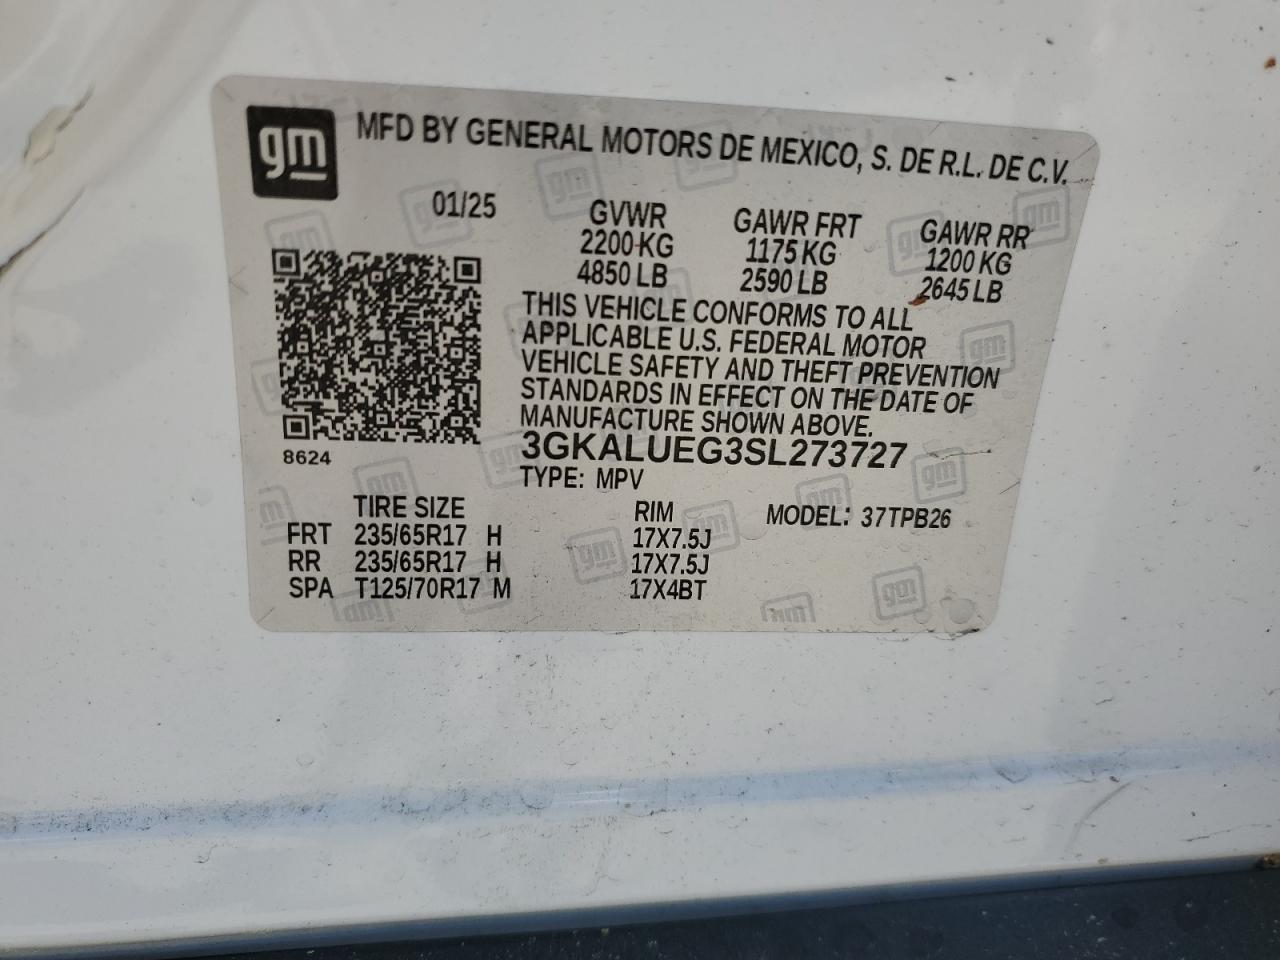 gm MFD BY GENERAL MOTORS DE MEXICO, S. DE R.L. DE C.V.
01/25 GVWR GAWR FRT GAWR RR
2200 KG 1175 KG 1200 KG
4850 LB 2590 LB 2645 LB
THIS VEHICLE CONFORMS TO ALL
APPLICABLE U.S. FEDERAL MOTOR
VEHICLE SAFETY AND THEFT PREVENTION
STANDARDS IN EFFECT ON THE DATE OF
MANUFACTURE SHOWN ABOVE.
3GKALUEG3SL273727
8624
TYPE: MPV
TIRE SIZE RIM MODEL: 37TPB26
FRT 235/65R17 H 17X7.5J
RR 235/65R17 H 17X7.5J
SPA T125/70R17 M 17X4BT